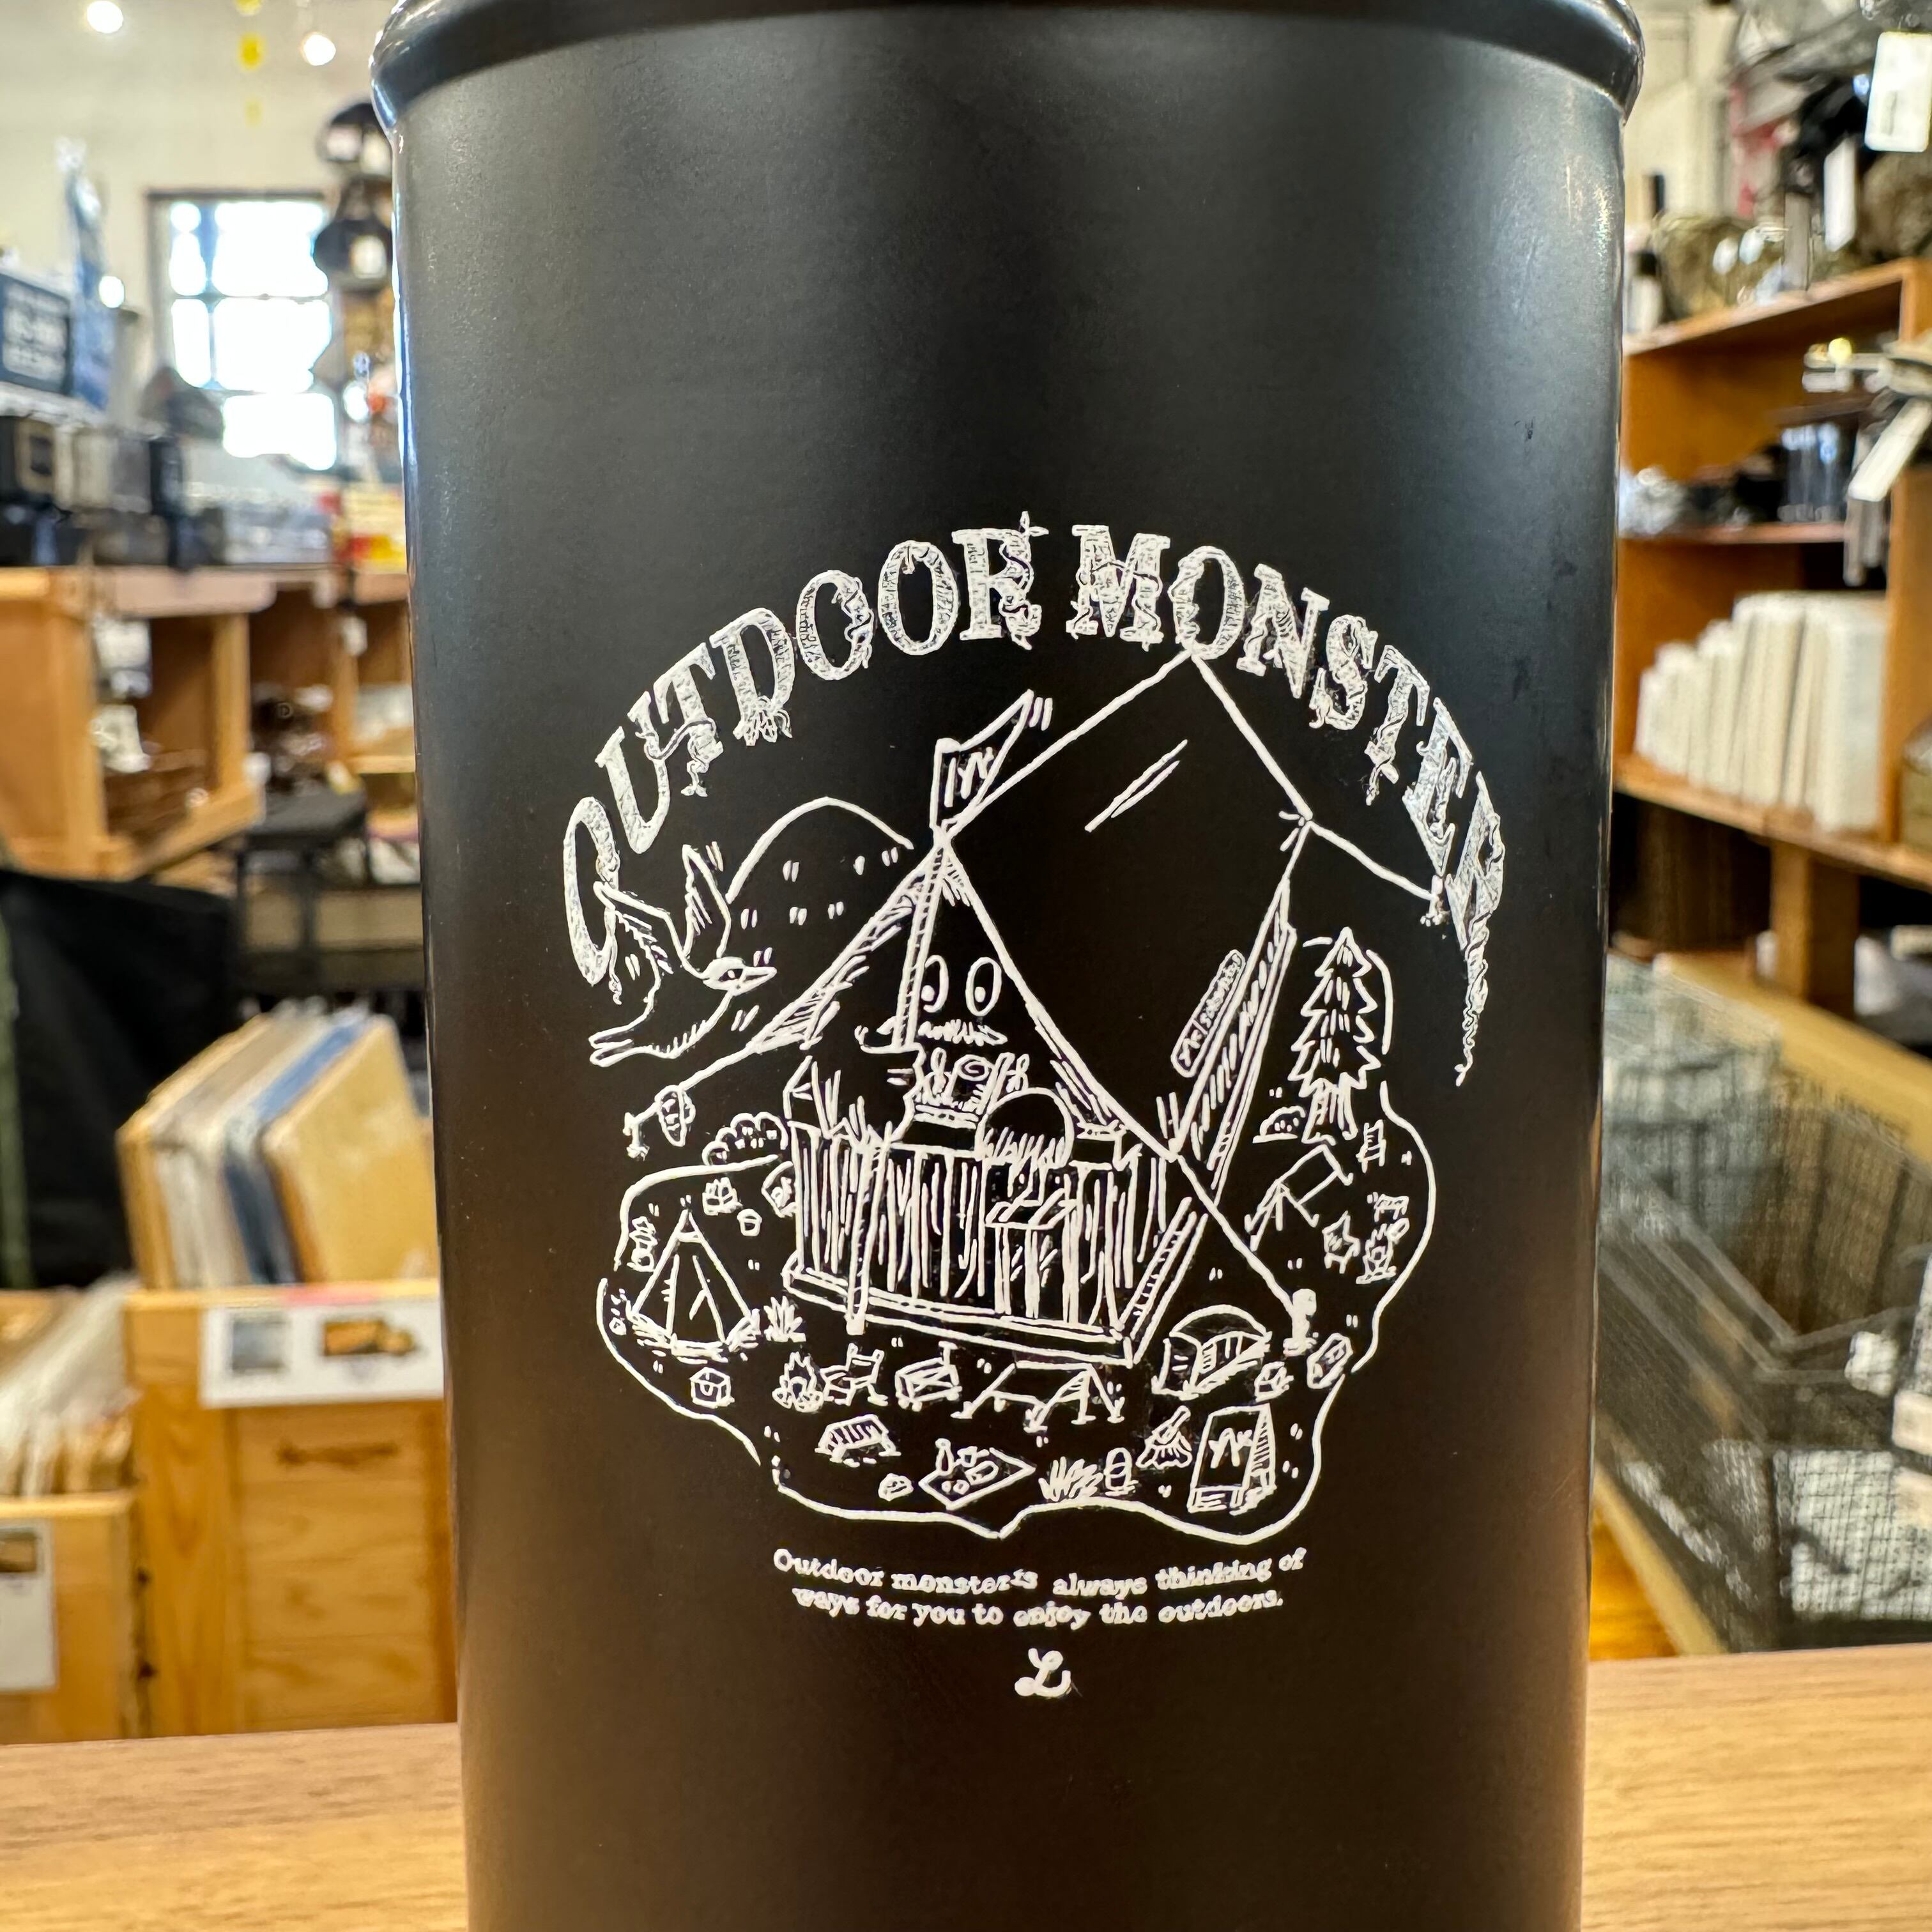 OUTDOOR MONSTER
Outdoor monster's always thinking of
ways for you to enjoy the outdoors.
L